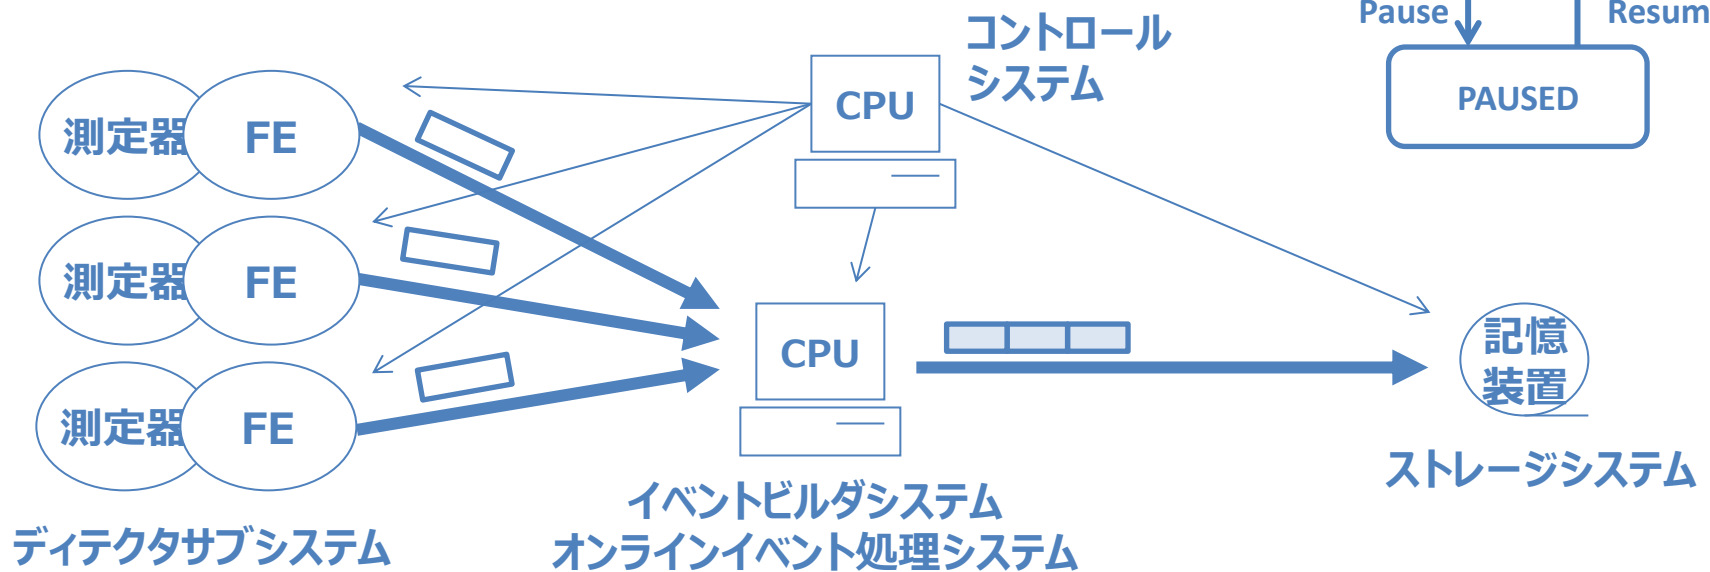 Pause
Resum
コントロール
システム
PAUSED
CPU
測定器
FE
測定器
FE
測定器
FE
CPU
記憶
装置
ストレージシステム
イベントビルダシステム
オンラインイベント処理システム
ディテクタサブシステム